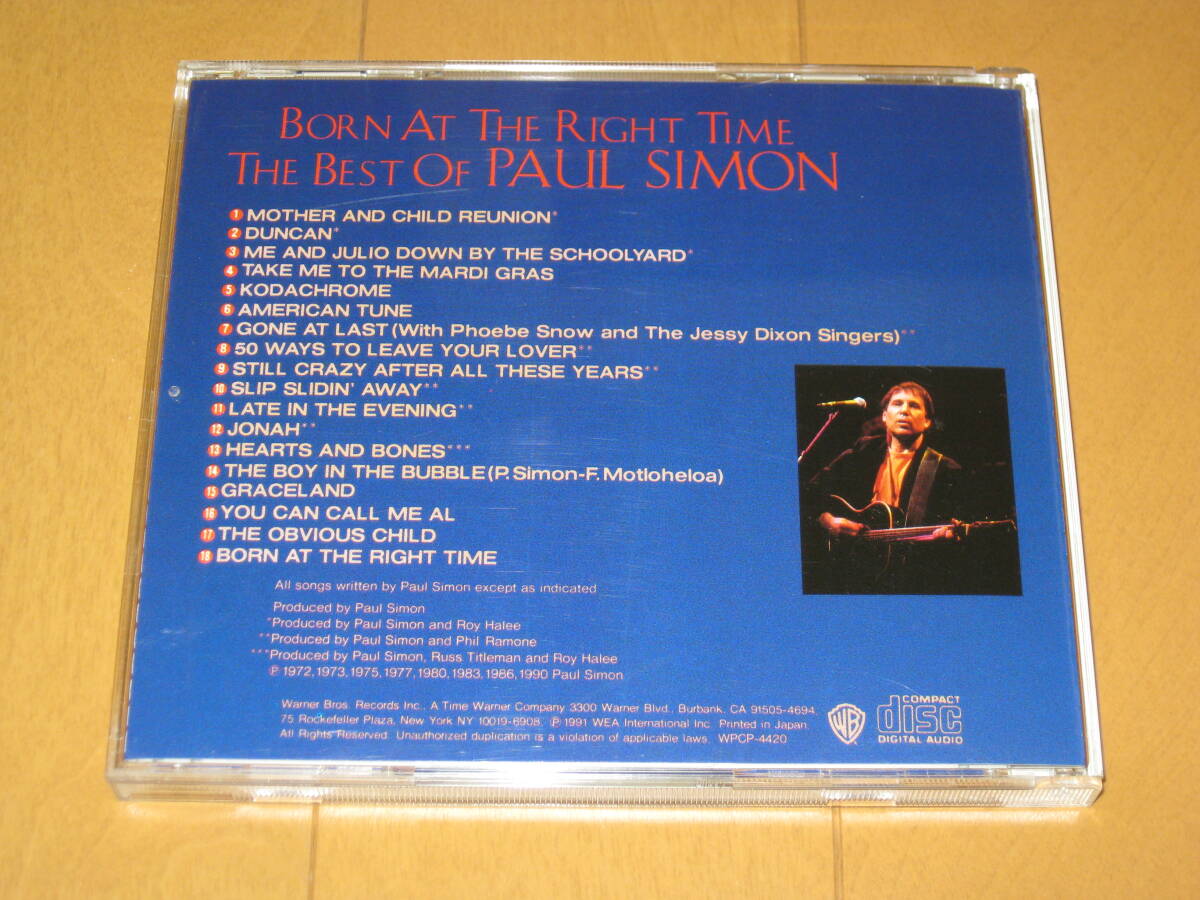 BORN AT THE RIGHT TIME
THE BEST OF PAUL SIMON
1 MOTHER AND CHILD REUNION*
2 DUNCAN*
3 ME AND JULIO DOWN BY THE SCHOOLYARD*
4 TAKE ME TO THE MARDI GRAS
5 KODACHROME
6 AMERICAN TUNE
7 GONE AT LAST (With Phoebe Snow and The Jessy Dixon Singers)**
8 50 WAYS TO LEAVE YOUR LOVER**
9 STILL CRAZY AFTER ALL THESE YEARS**
10 SLIP SLIDIN' AWAY**
11 LATE IN THE EVENING**
12 JONAH**
13 HEARTS AND BONES***
14 THE BOY IN THE BUBBLE (P. Simon-F. Motloheloa)
15 GRACELAND
16 YOU CAN CALL ME AL
17 THE OBVIOUS CHILD
18 BORN AT THE RIGHT TIME
All songs written by Paul Simon except as indicated
Produced by Paul Simon
*Produced by Paul Simon and Roy Halee
**Produced by Paul Simon and Phil Ramone
***Produced by Paul Simon, Russ Titleman and Roy Halee
℗ 1972, 1973, 1975, 1977, 1980, 1983, 1986, 1990 Paul Simon
Warner Bros. Records Inc., A Time Warner Company 3300 Warner Blvd., Burbank, CA 91505-4694,
75 Rockefeller Plaza, New York NY 10019-6908. ℗ 1991 WEA International Inc. Printed in Japan.
All Rights Reserved. Unauthorized duplication is a violation of applicable laws. WPCP-4420
WB
COMPACT
disc
DIGITAL AUDIO